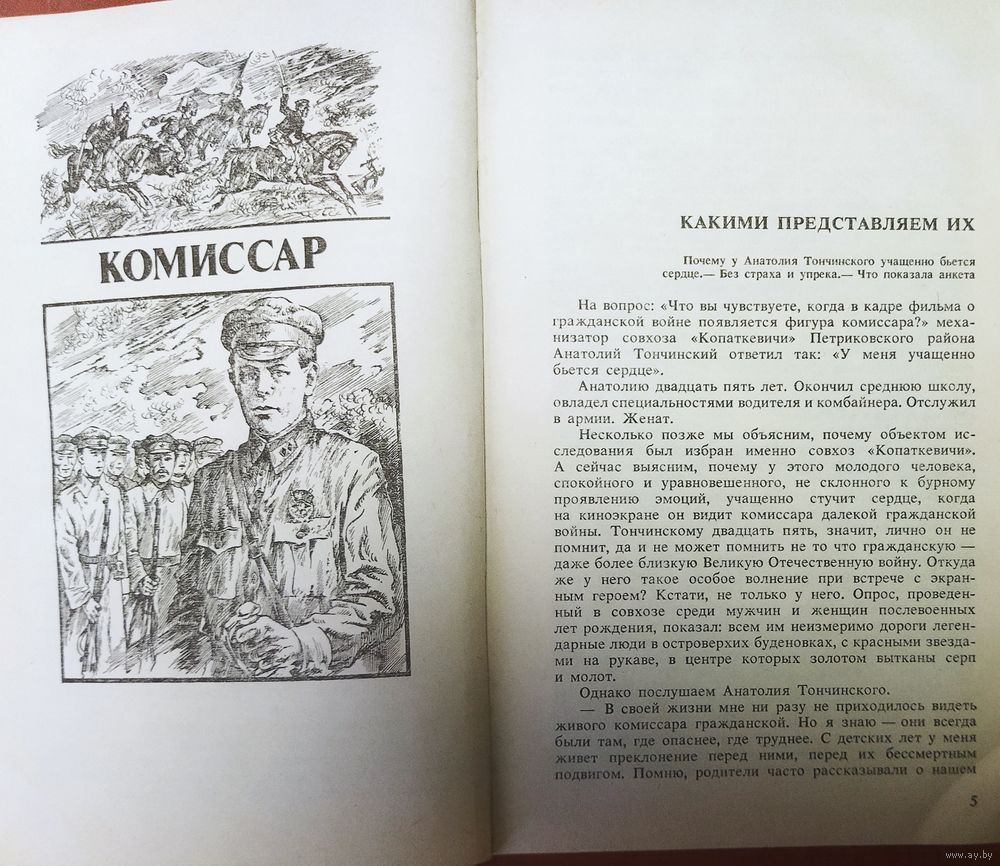 КОМИССАР
КАКИМИ ПРЕДСТАВЛЯЕМ ИХ
Почему у Анатолия Тончинского учащенно бьется
сердце.— Без страха и упрека.— Что показала анкета
На вопрос: «Что вы чувствуете, когда в кадре фильма о
гражданской войне появляется фигура комиссара?» меха-
низатор совхоза «Копаткевичи» Петриковского района
Анатолий Тончинский ответил так: «У меня учащенно
бьется сердце».
Анатолию двадцать пять лет. Окончил среднюю школу,
овладел специальностями водителя и комбайнера. Отслужил
в армии. Женат.
Несколько позже мы объясним, почему объектом ис-
следования был избран именно совхоз «Копаткевичи».
А сейчас выясним, почему у этого молодого человека,
спокойного и уравновешенного, не склонного к бурному
проявлению эмоций, учащенно стучит сердце, когда
на киноэкране он видит комиссара далекой гражданской
войны. Тончинскому двадцать пять, значит, лично он не
помнит, да и не может помнить не то что гражданскую —
даже более близкую Великую Отечественную войну. Откуда
же у него такое особое волнение при встрече с экран-
ным героем? Кстати, не только у него. Опрос, проведен-
ный в совхозе среди мужчин и женщин послевоенных
лет рождения, показал: всем им неизмеримо дороги леген-
дарные люди в островерхих буденовках, с красными звезда-
ми на рукаве, в центре которых золотом вытканы серп
и молот.
Однако послушаем Анатолия Тончинского.
— В своей жизни мне ни разу не приходилось видеть
живого комиссара гражданской. Но я знаю — они всегда
были там, где опаснее, где труднее. С детских лет у меня
живет преклонение перед ними, перед их бессмертным
подвигом. Помню, родители часто рассказывали о нашем
5
www.ay.by